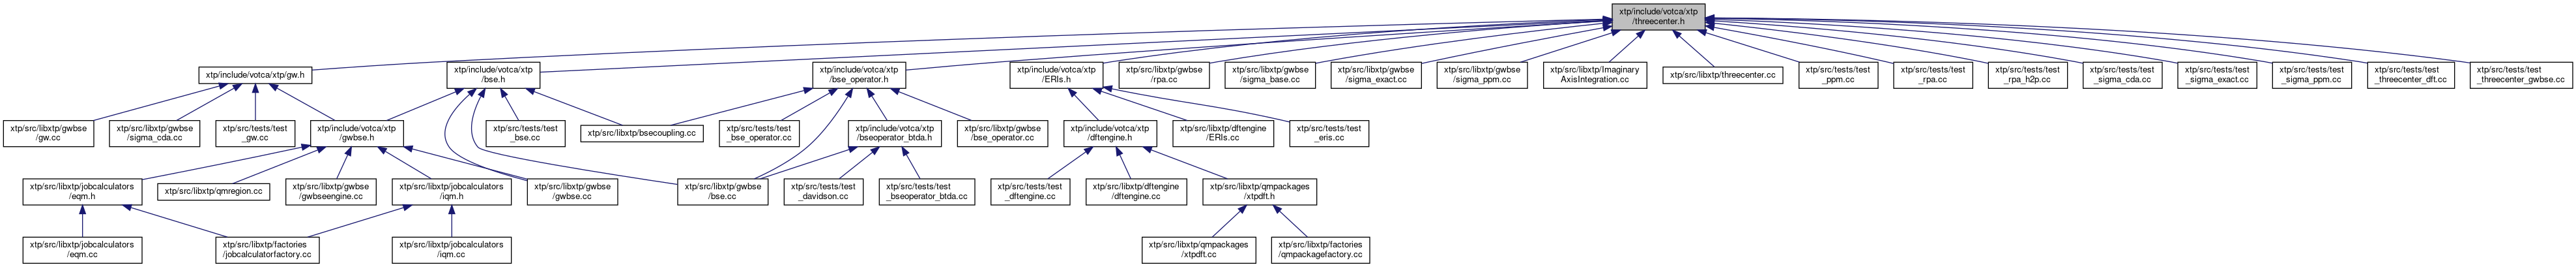 xtp/include/votca/xtp
/threecenter.h
xtp/include/votca/xtp/gw.h
xtp/include/votca/xtp
/bse.h
xtp/include/votca/xtp
/bse_operator.h
xtp/include/votca/xtp
/ERIs.h
xtp/src/libxtp/gwbse
/rpa.cc
xtp/src/libxtp/gwbse
/sigma_base.cc
xtp/src/libxtp/gwbse
/sigma_exact.cc
xtp/src/libxtp/gwbse
/sigma_ppm.cc
xtp/src/libxtp/Imaginary
AxisIntegration.cc
xtp/src/libxtp/threecenter.cc
xtp/src/tests/test
_ppm.cc
xtp/src/tests/test
_rpa.cc
xtp/src/tests/test
_rpa_h2p.cc
xtp/src/tests/test
_sigma_cda.cc
xtp/src/tests/test
_sigma_exact.cc
xtp/src/tests/test
_sigma_ppm.cc
xtp/src/tests/test
_threecenter_dft.cc
xtp/src/tests/test
_threecenter_gwbse.cc
xtp/src/libxtp/gwbse
/gw.cc
xtp/src/libxtp/gwbse
/sigma_cda.cc
xtp/src/tests/test
_gw.cc
xtp/include/votca/xtp
/gwbse.h
xtp/src/tests/test
_bse.cc
xtp/src/libxtp/bsecoupling.cc
xtp/src/tests/test
_bse_operator.cc
xtp/include/votca/xtp
/bseoperator_btda.h
xtp/src/libxtp/gwbse
/bse_operator.cc
xtp/include/votca/xtp
/dftengine.h
xtp/src/libxtp/dftengine
/ERIs.cc
xtp/src/tests/test
_eris.cc
xtp/src/libxtp/jobcalculators
/eqm.h
xtp/src/libxtp/qmregion.cc
xtp/src/libxtp/gwbse
/gwbseengine.cc
xtp/src/libxtp/jobcalculators
/iqm.h
xtp/src/libxtp/gwbse
/gwbse.cc
xtp/src/libxtp/gwbse
/bse.cc
xtp/src/tests/test
_davidson.cc
xtp/src/tests/test
_bseoperator_btda.cc
xtp/src/tests/test
_dftengine.cc
xtp/src/libxtp/dftengine
/dftengine.cc
xtp/src/libxtp/qmpackages
/xtpdft.h
xtp/src/libxtp/jobcalculators
/eqm.cc
xtp/src/libxtp/factories
/jobcalculatorfactory.cc
xtp/src/libxtp/jobcalculators
/iqm.cc
xtp/src/libxtp/qmpackages
/xtpdft.cc
xtp/src/libxtp/factories
/qmpackagefactory.cc